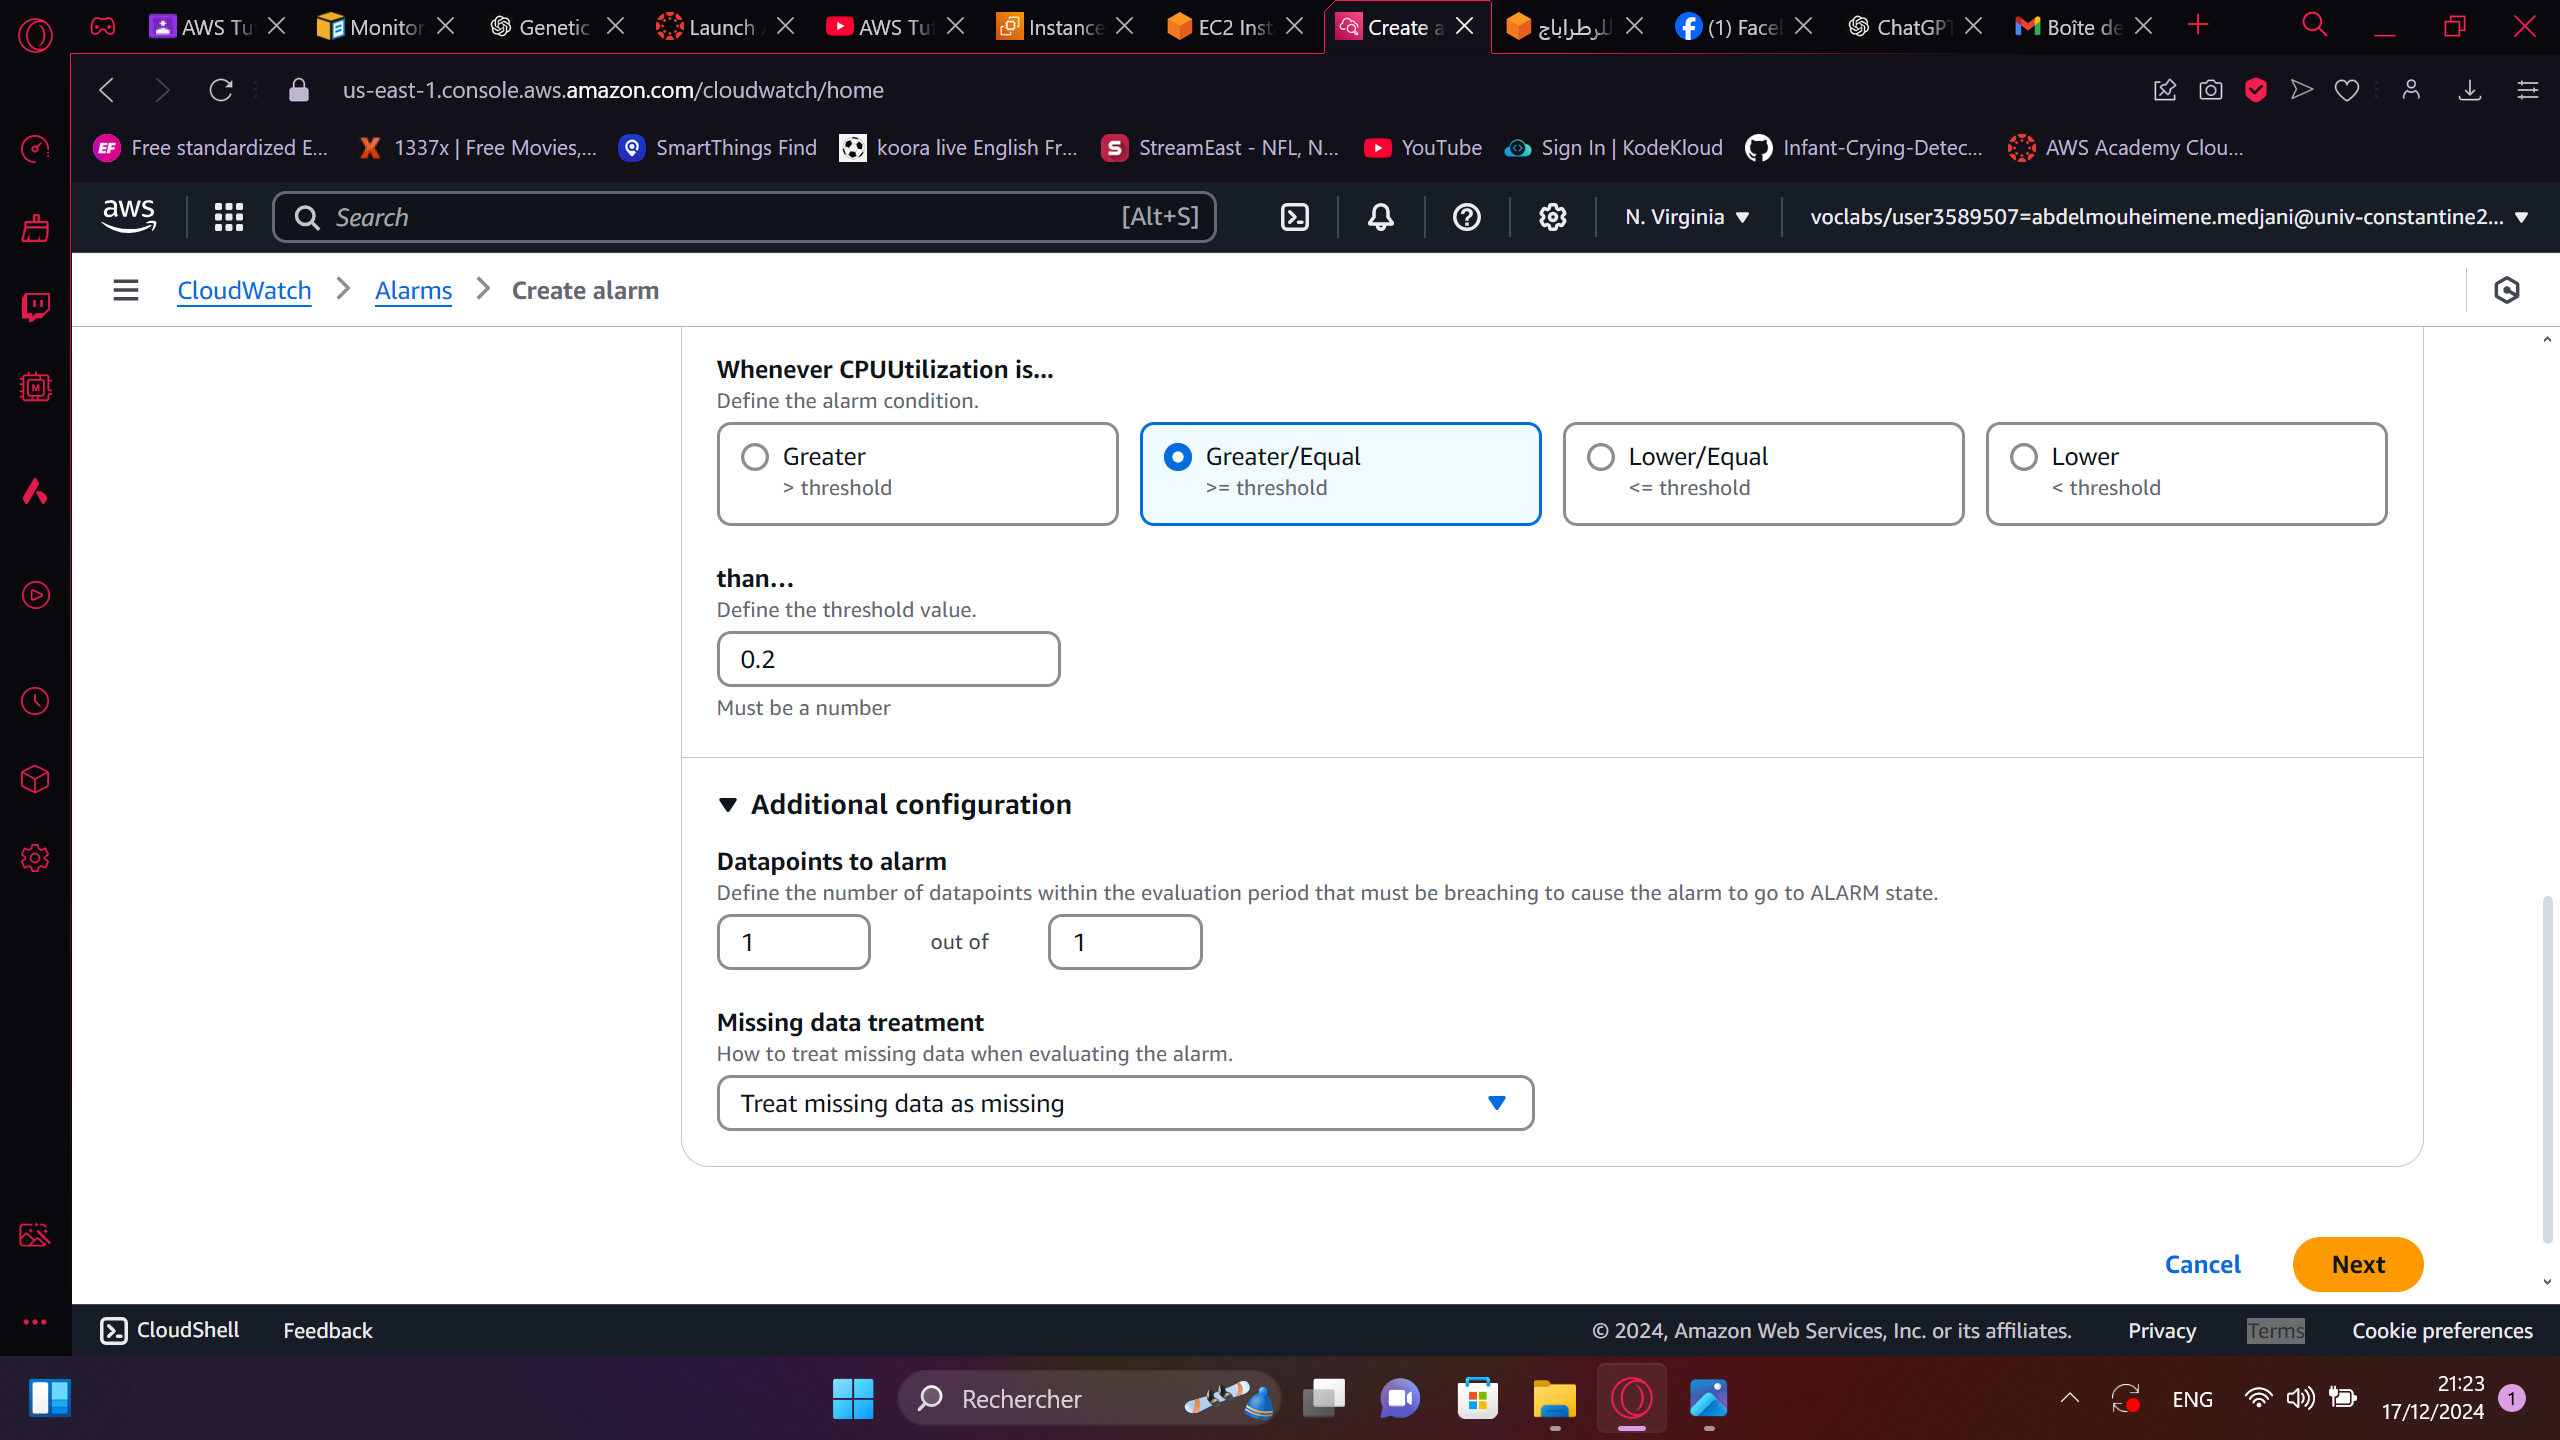 AWS Tu
Monitor
Genetic
Launch
AWS Tu
Instance
EC2 Inst
Create a
للرطراباج
(1) Face
ChatGPT
Boîte de
us-east-1.console.aws.amazon.com/cloudwatch/home
EF Free standardized E...
1337x | Free Movies,...
SmartThings Find
koora live English Fr...
S StreamEast - NFL, N...
YouTube
Sign In | KodeKloud
Infant-Crying-Detec...
AWS Academy Clou...
aws
Search
[Alt+S]
N. Virginia
voclabs/user3589507=abdelmouheimene.medjani@univ-constantine2...
CloudWatch
Alarms
Create alarm
Whenever CPUUtilization is...
Define the alarm condition.
Greater
> threshold
Greater/Equal
>= threshold
Lower/Equal
<= threshold
Lower
< threshold
than...
Define the threshold value.
0.2
Must be a number
Additional configuration
Datapoints to alarm
Define the number of datapoints within the evaluation period that must be breaching to cause the alarm to go to ALARM state.
1 out of 1
Missing data treatment
How to treat missing data when evaluating the alarm.
Treat missing data as missing
Cancel
Next
CloudShell
Feedback
© 2024, Amazon Web Services, Inc. or its affiliates.
Privacy
Terms
Cookie preferences
Rechercher
ENG
21:23
17/12/2024
1